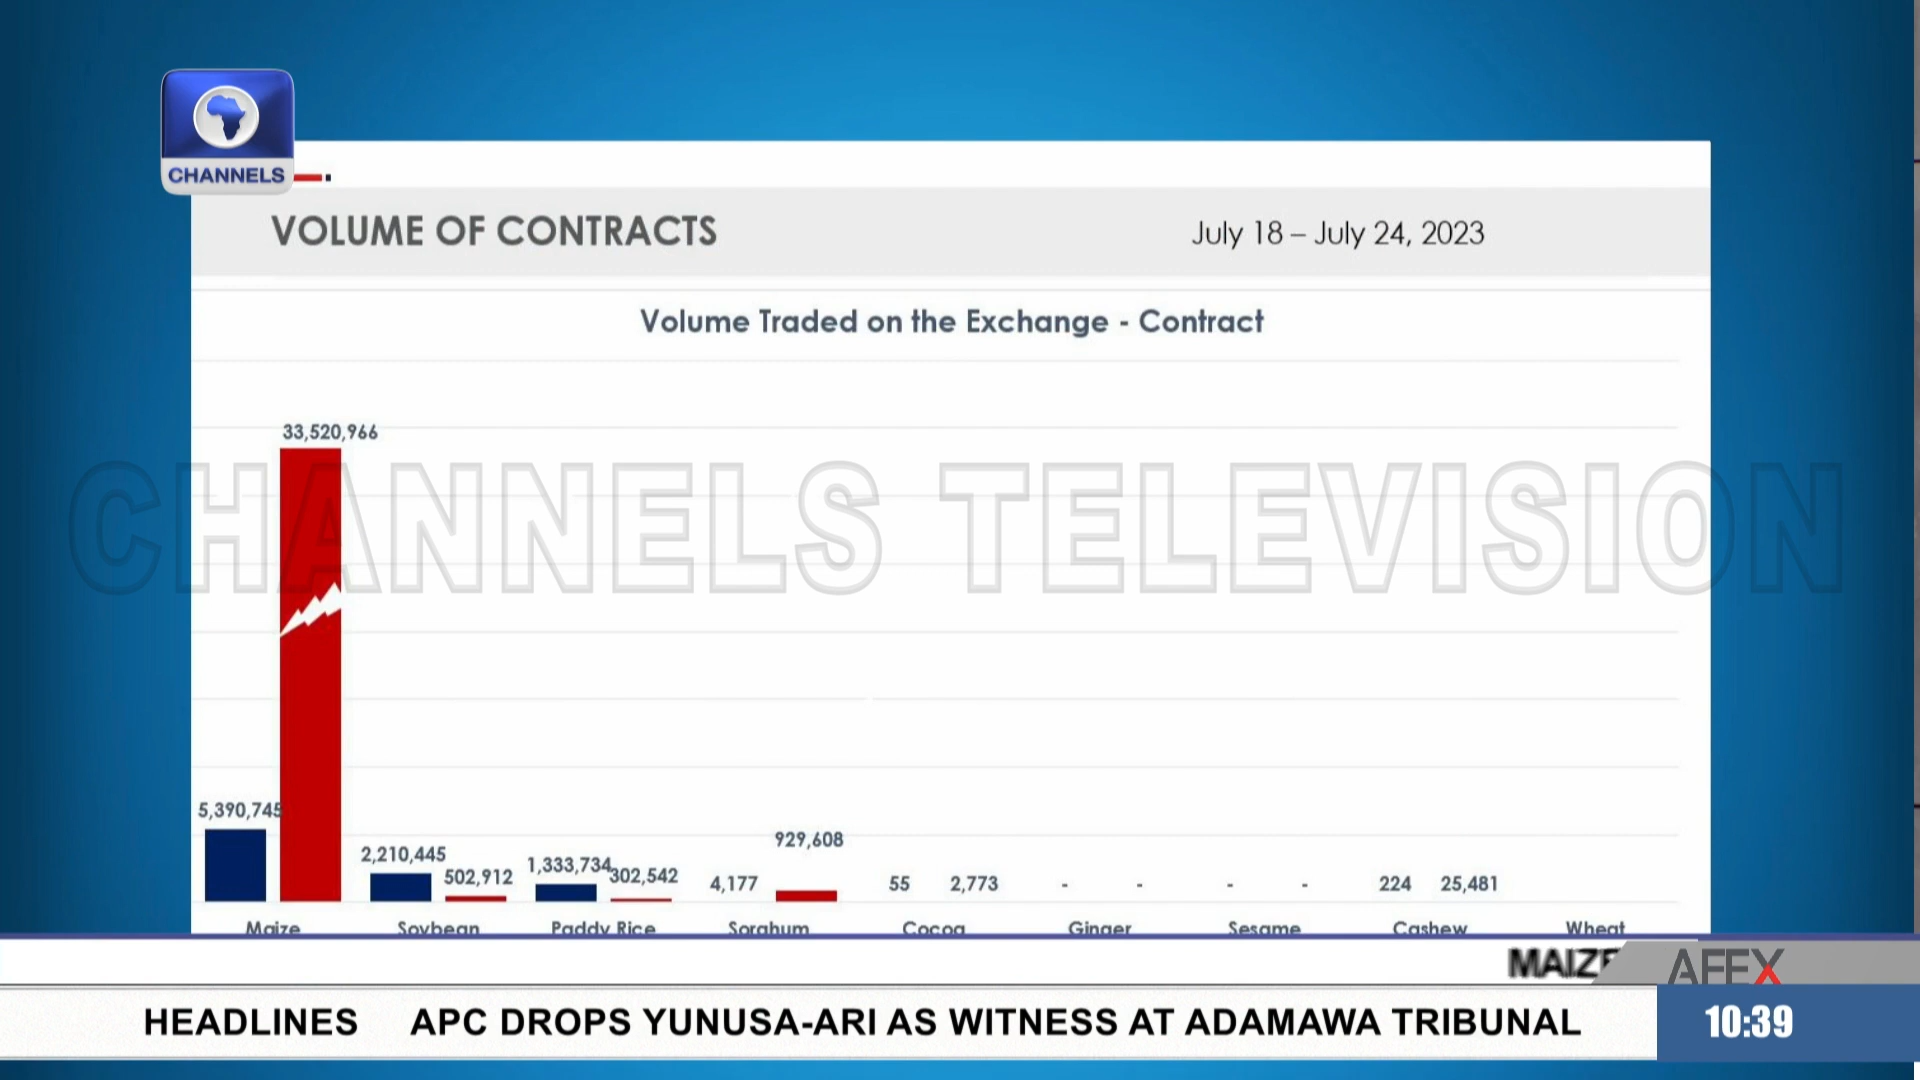 CHANNELS
VOLUME OF CONTRACTS
July 18 – July 24, 2023
Volume Traded on the Exchange - Contract
33,520,966
CHANNELS TELEVISION
5,390,745
2,210,445
502,912
1,333,734
302,542
4,177
929,608
55
2,773
-
-
-
-
224
25,481
Maize
Soybean
Paddy Rice
Sorghum
Cocoa
Ginger
Sesame
Cashew
Wheat
MAIZE
AFEX
HEADLINES APC DROPS YUNUSA-ARI AS WITNESS AT ADAMAWA TRIBUNAL
10:39